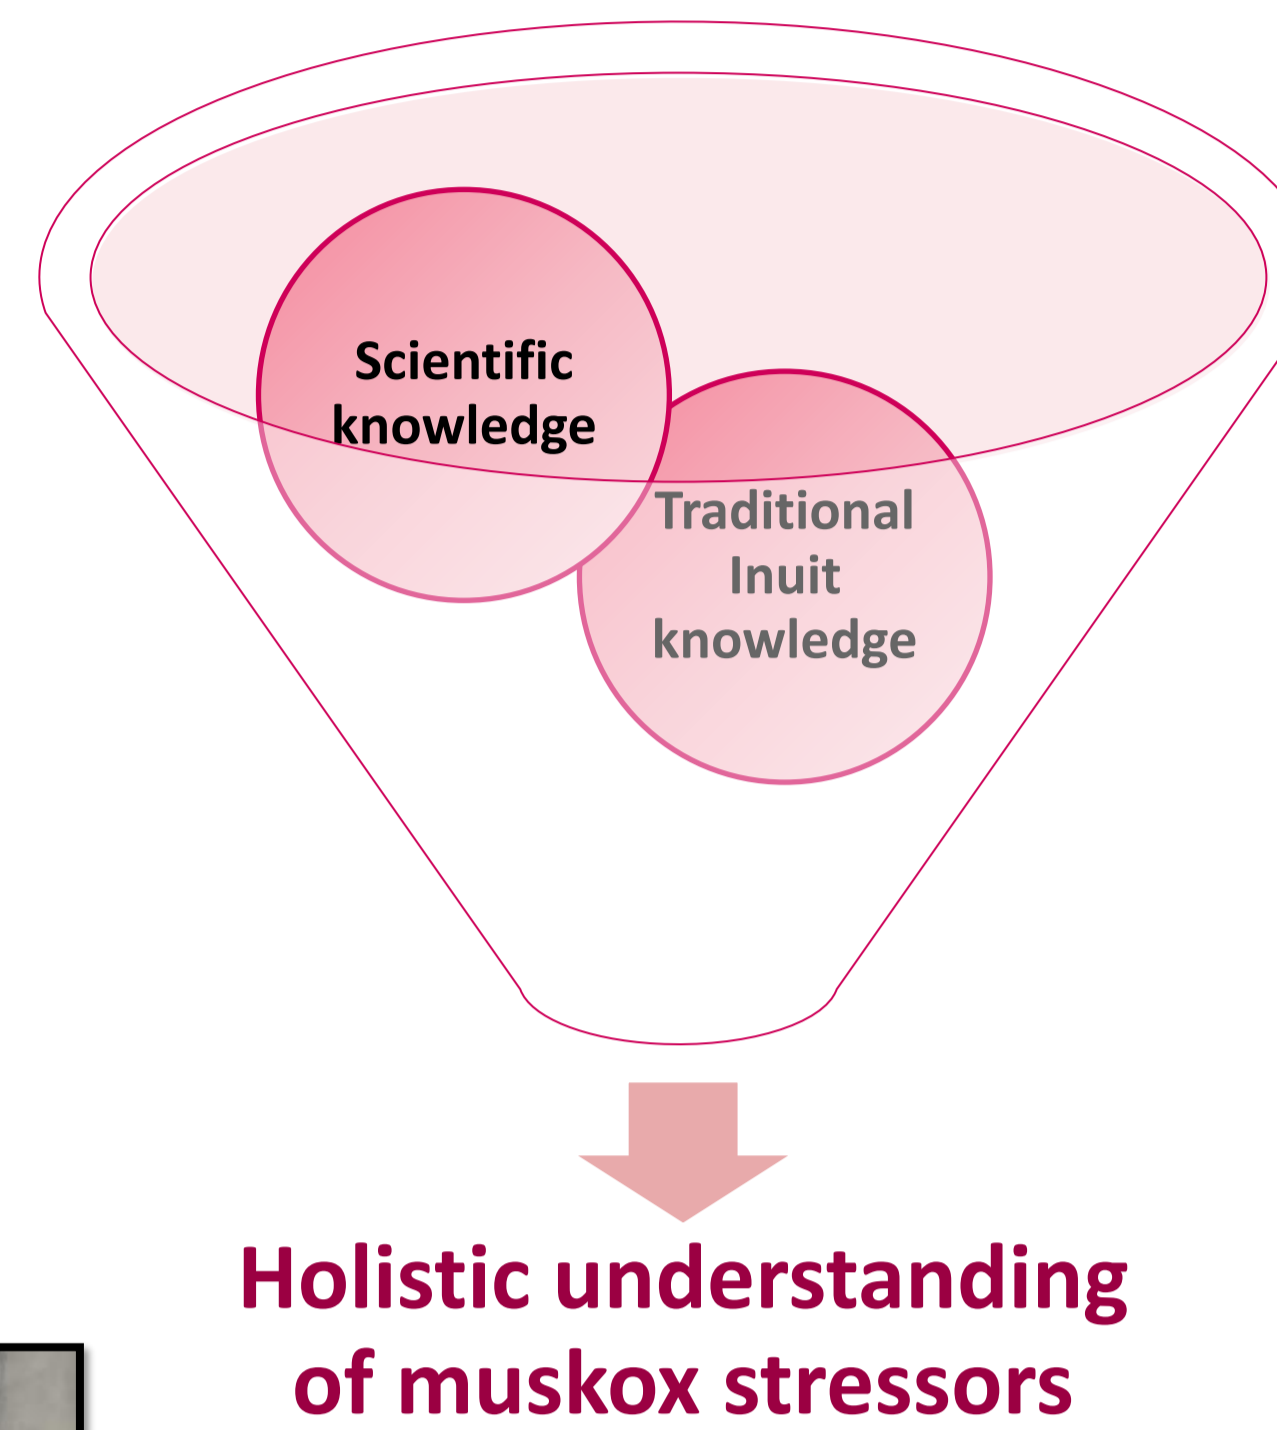 Scientific
knowledge
Traditional
Inuit
knowledge
Holistic understanding
of muskox stressors